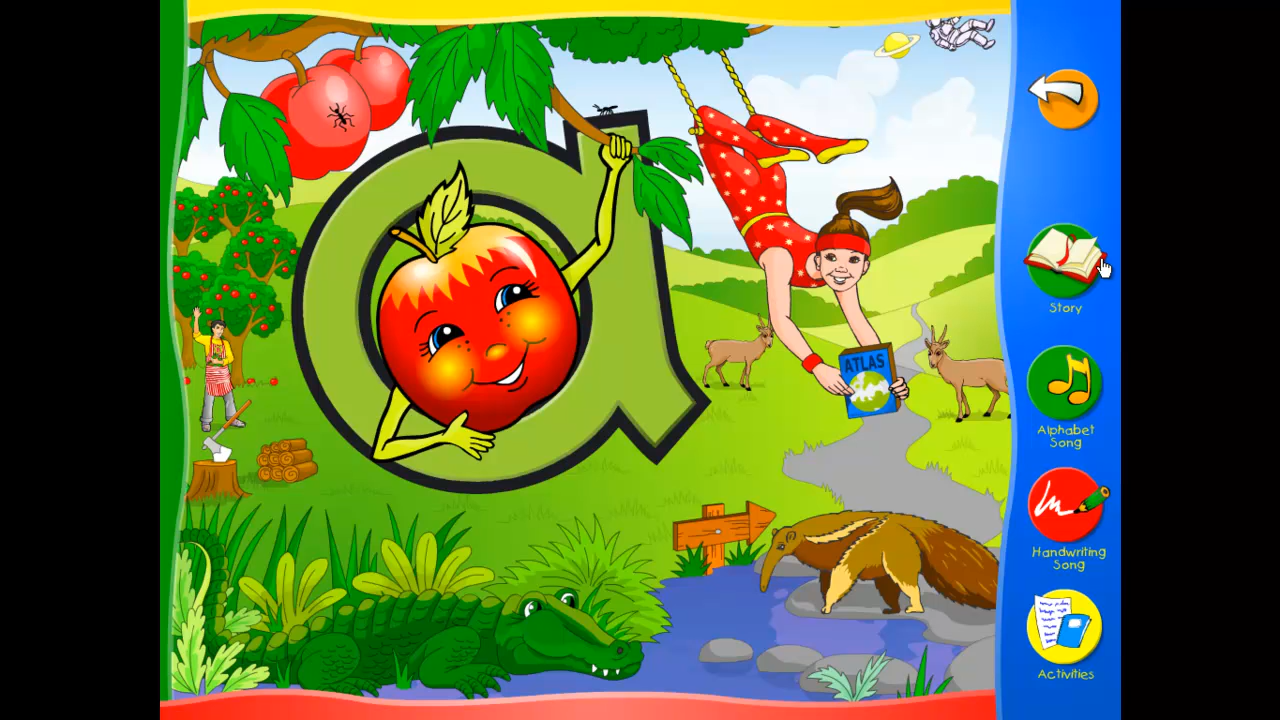 a
ATLAS
Story
Alphabet
Song
Handwriting
Song
Activities